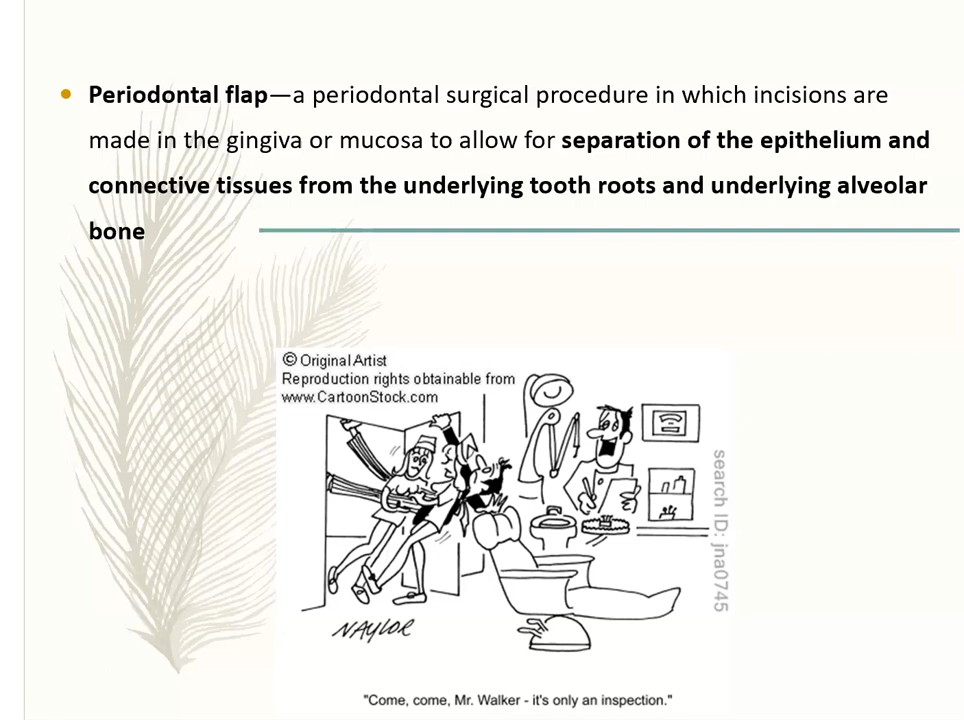 Periodontal flap—a periodontal surgical procedure in which incisions are
made in the gingiva or mucosa to allow for separation of the epithelium and
connective tissues from the underlying tooth roots and underlying alveolar
bone
© Original Artist
Reproduction rights obtainable from
www.CartoonStock.com
search ID: jna0745
NAYLOR
"Come, come, Mr. Walker - it's only an inspection."